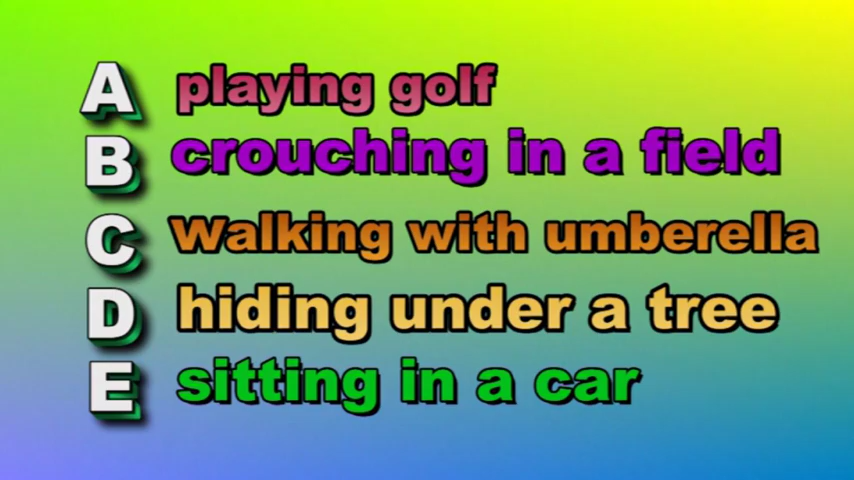 A playing golf
B crouching in a field
C walking with umberella
D hiding under a tree
E sitting in a car